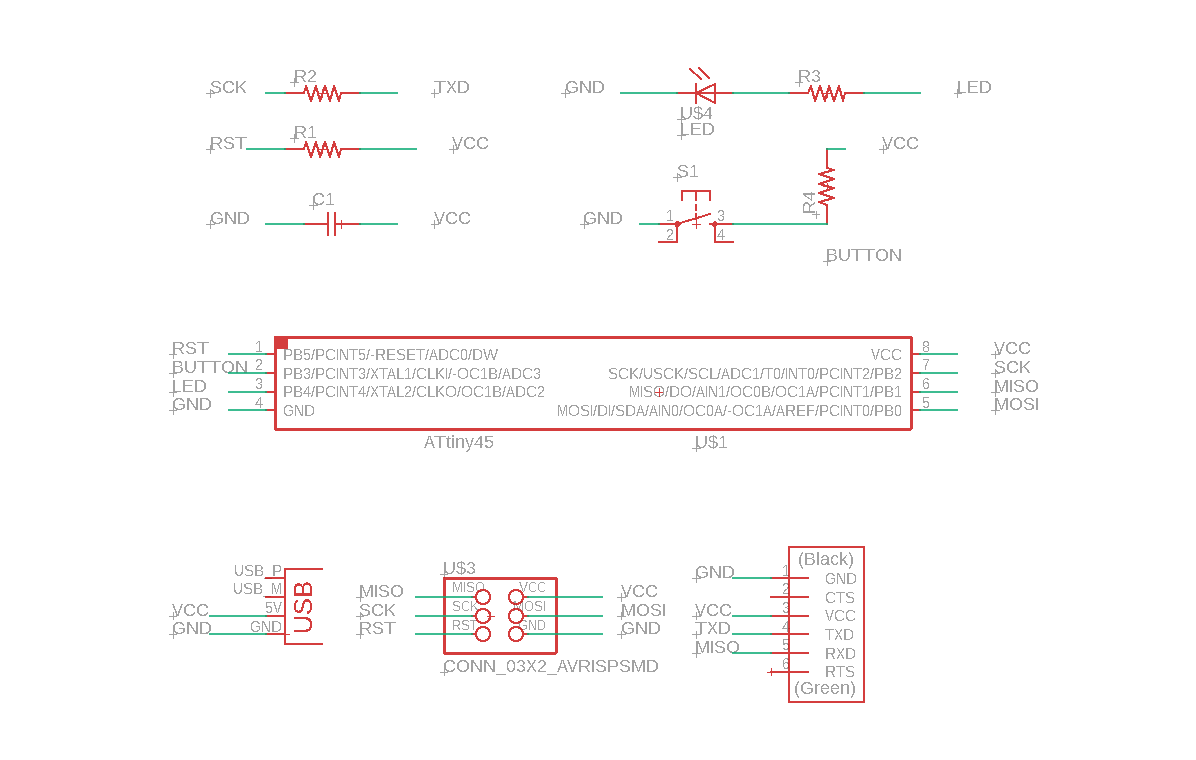 SCK R2 TXD
GND U$4 LED R3 LED
RST R1 VCC
GND C1 VCC
S1 GND 1 2 3 4 R4 VCC
BUTTON
RST 1 PB5/PCINT5/-RESET/ADC0/DW VCC 8 VCC
BUTTON 2 PB3/PCINT3/XTAL1/CLKI/-OC1B/ADC3 SCK/USCK/SCL/ADC1/T0/INT0/PCINT2/PB2 7 SCK
LED 3 PB4/PCINT4/XTAL2/CLKO/OC1B/ADC2 MISO/DO/AIN1/OC0B/OC1A/PCINT1/PB1 6 MISO
GND 4 GND MOSI/DI/SDA/AIN0/OC0A/-OC1A/AREF/PCINT0/PB0 5 MOSI
ATtiny45 U$1
USB_P
USB_M
VCC 5V
GND GND
USB
U$3
MISO MISO VCC VCC
SCK SCK MOSI MOSI
RST RST GND GND
CONN_03X2_AVRISPSMD
(Black)
GND 1 GND
2 CTS
VCC 3 VCC
TXD 4 TXD
MISO 5 RXD
6 RTS
(Green)